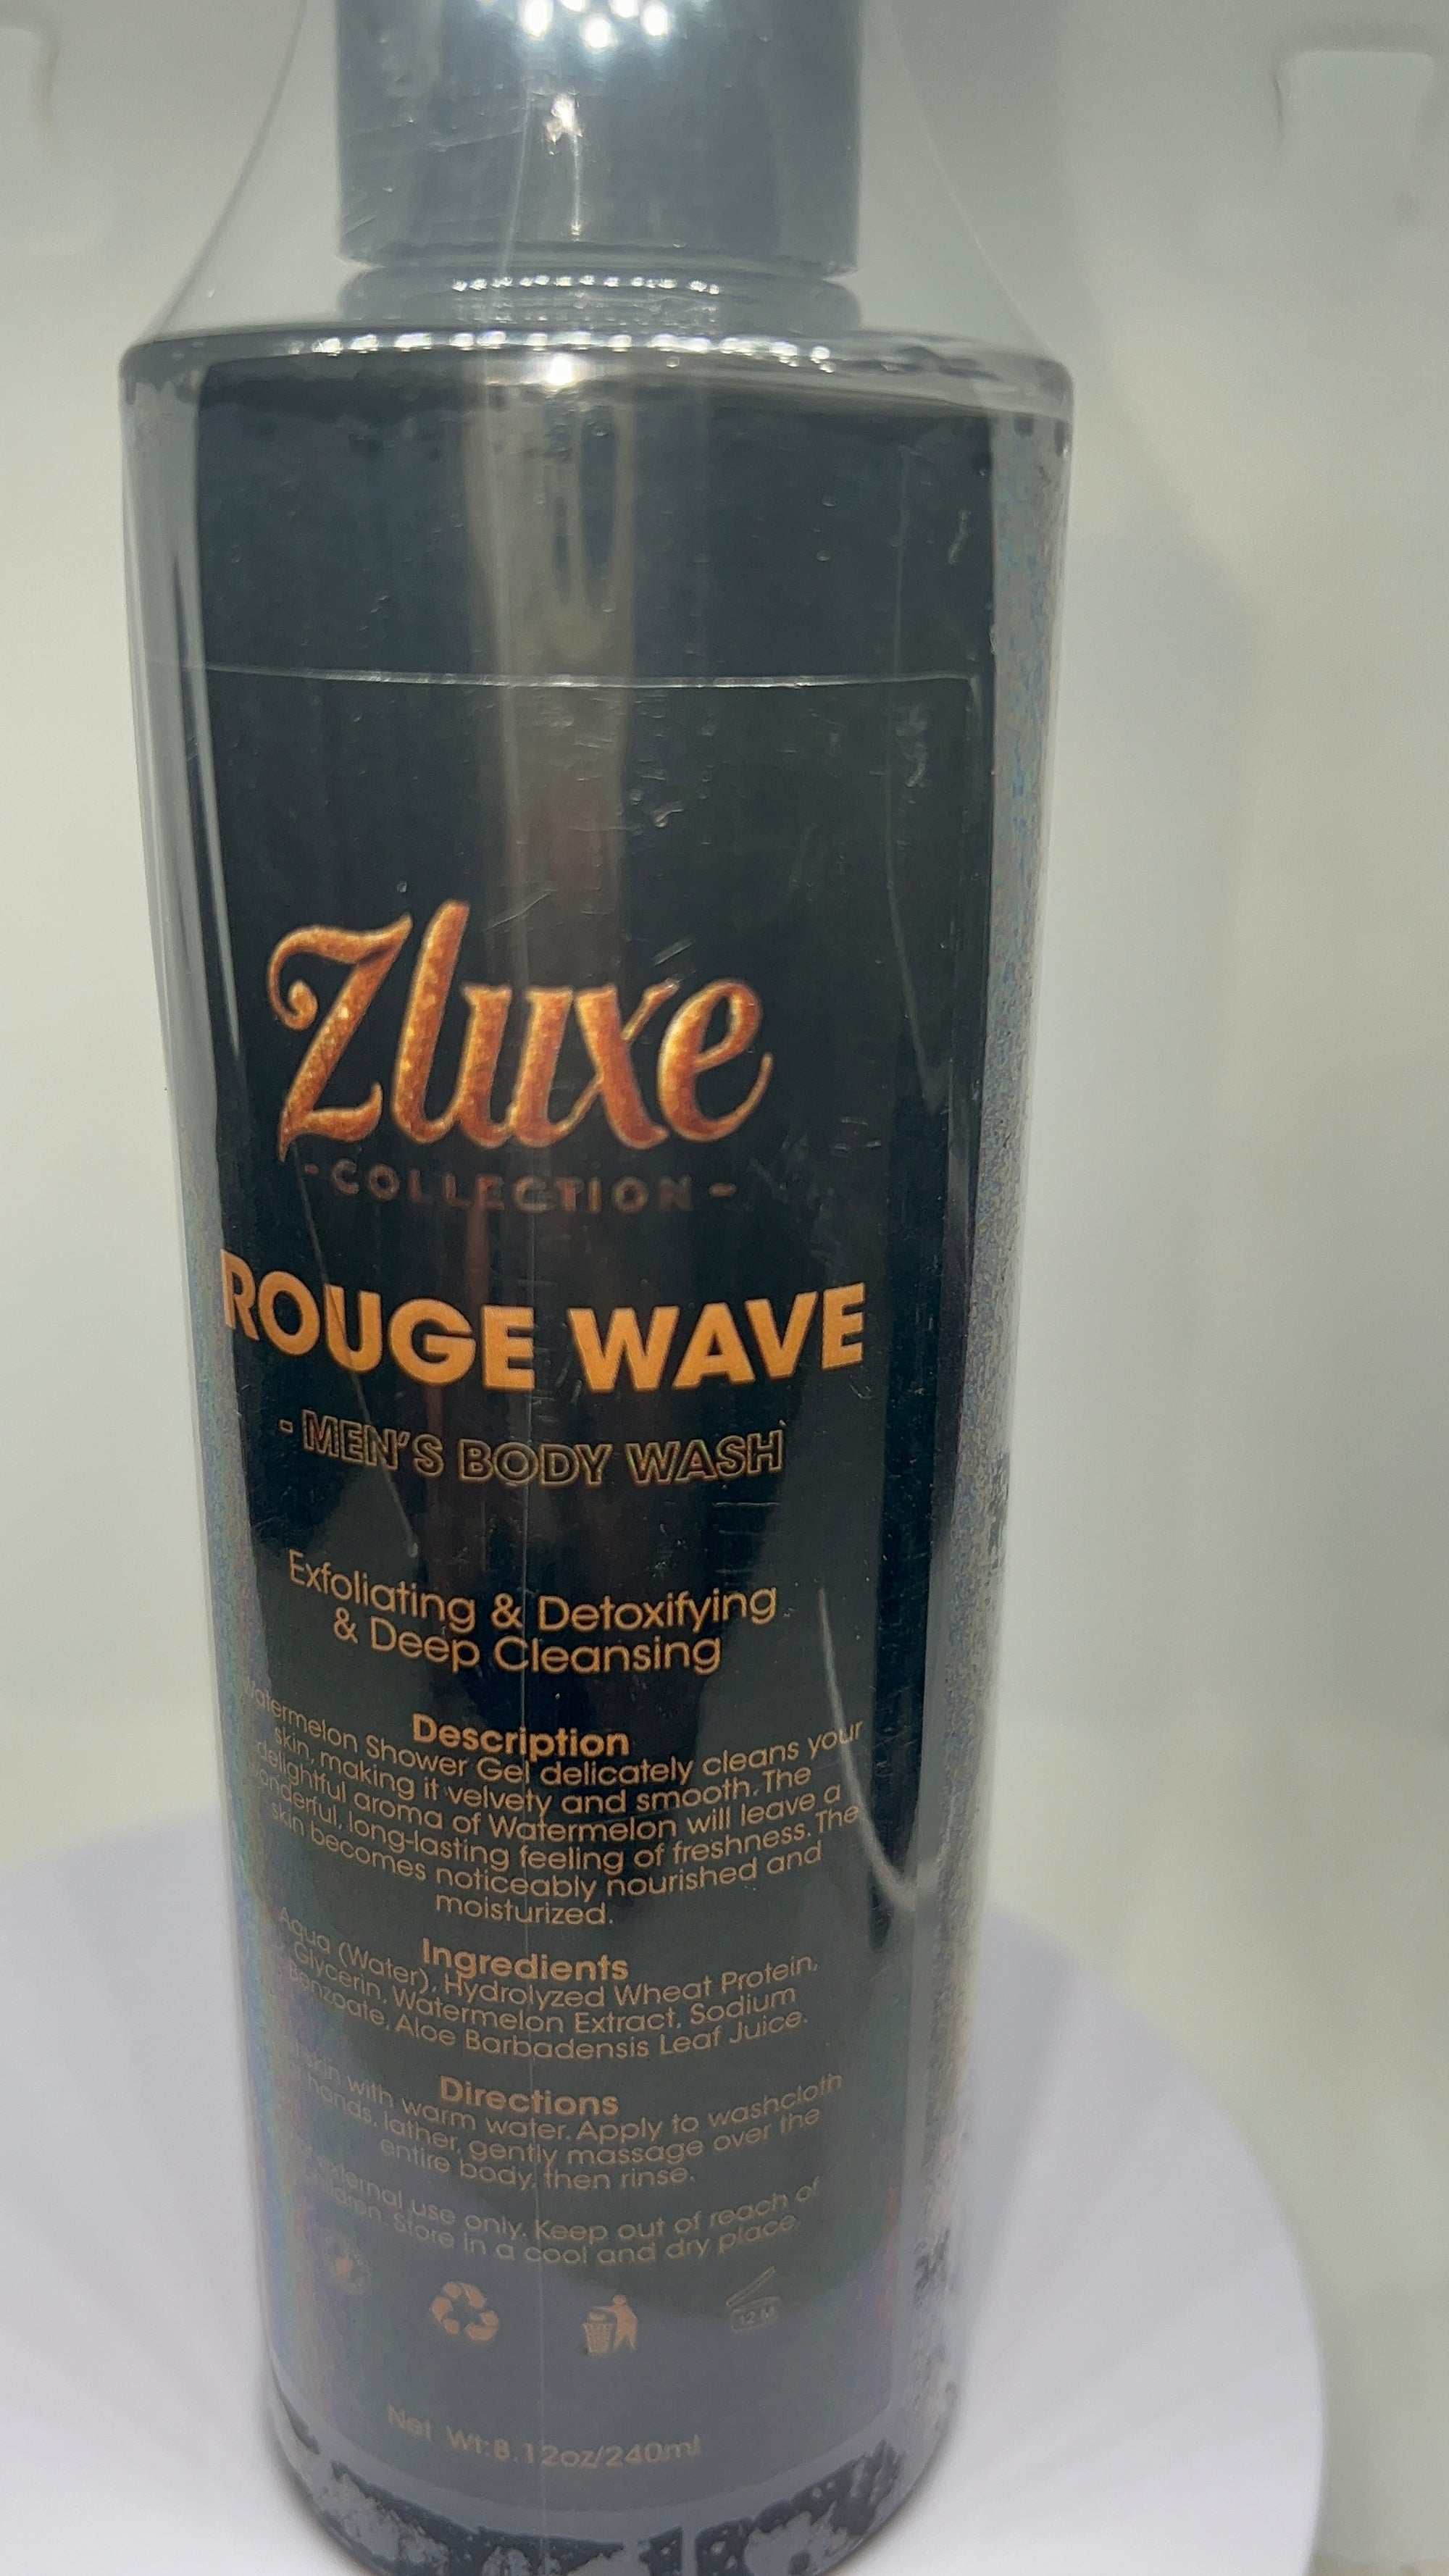 Zluxe
- COLLECTION -
ROUGE WAVE
- MEN'S BODY WASH
Exfoliating & Detoxifying
& Deep Cleansing
Description
Watermelon Shower Gel delicately cleans your
skin, making it velvety and smooth. The
delightful aroma of Watermelon will leave a
wonderful, long-lasting feeling of freshness. The
skin becomes noticeably nourished and
moisturized.
Ingredients
Aqua (Water), Hydrolyzed Wheat Protein,
Glycerin, Watermelon Extract, Sodium
Benzoate, Aloe Barbadensis Leaf Juice.
Directions
skin with warm water. Apply to washcloth
hands, lather, gently massage over the
entire body, then rinse.
external use only. Keep out of reach of
children. Store in a cool and dry place.
12 M
Net Wt:8.12oz/240ml